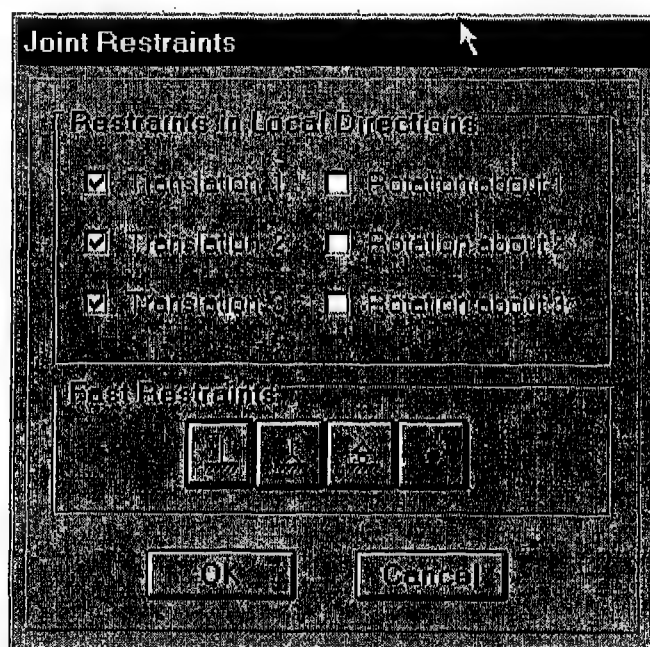 Joint Restraints
Restraints in Local Directions
Translation 1 Rotation about 1
Translation 2 Rotation about 2
Translation 3 Rotation about
Fast Restraints
OK Cancel